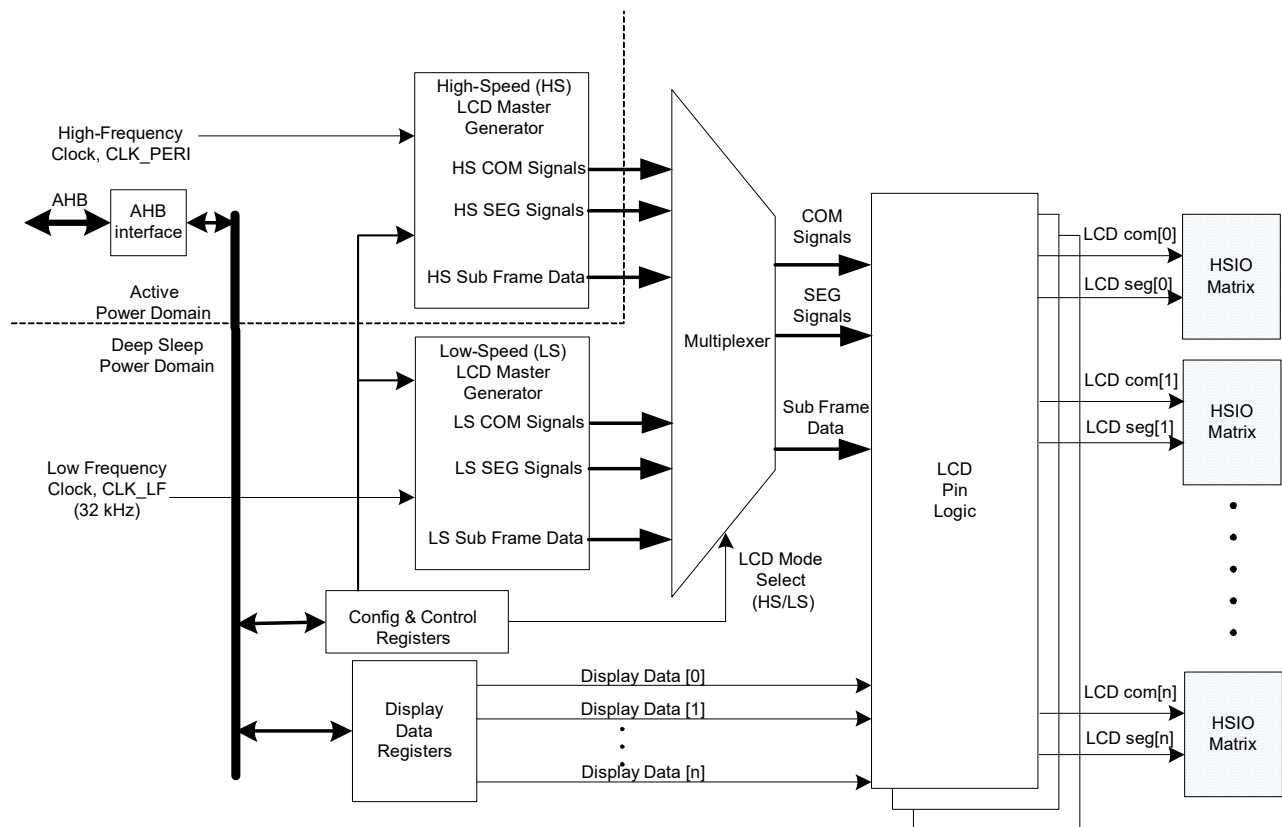 High-Speed (HS)
LCD Master
Generator
High-Frequency
Clock, CLK_PERI
HS COM Signals
AHB
AHB
interface
HS SEG Signals
HS Sub Frame Data
Active
Power Domain
Deep Sleep
Power Domain
Low-Speed (LS)
LCD Master
Generator
LS COM Signals
LS SEG Signals
Low Frequency
Clock, CLK_LF
(32 kHz)
LS Sub Frame Data
Multiplexer
COM
Signals
SEG
Signals
Sub Frame
Data
LCD Mode
Select
(HS/LS)
Config & Control
Registers
Display
Data
Registers
Display Data [0]
Display Data [1]
Display Data [n]
LCD
Pin
Logic
LCD com[0]
LCD seg[0]
HSIO
Matrix
LCD com[1]
LCD seg[1]
HSIO
Matrix
LCD com[n]
LCD seg[n]
HSIO
Matrix